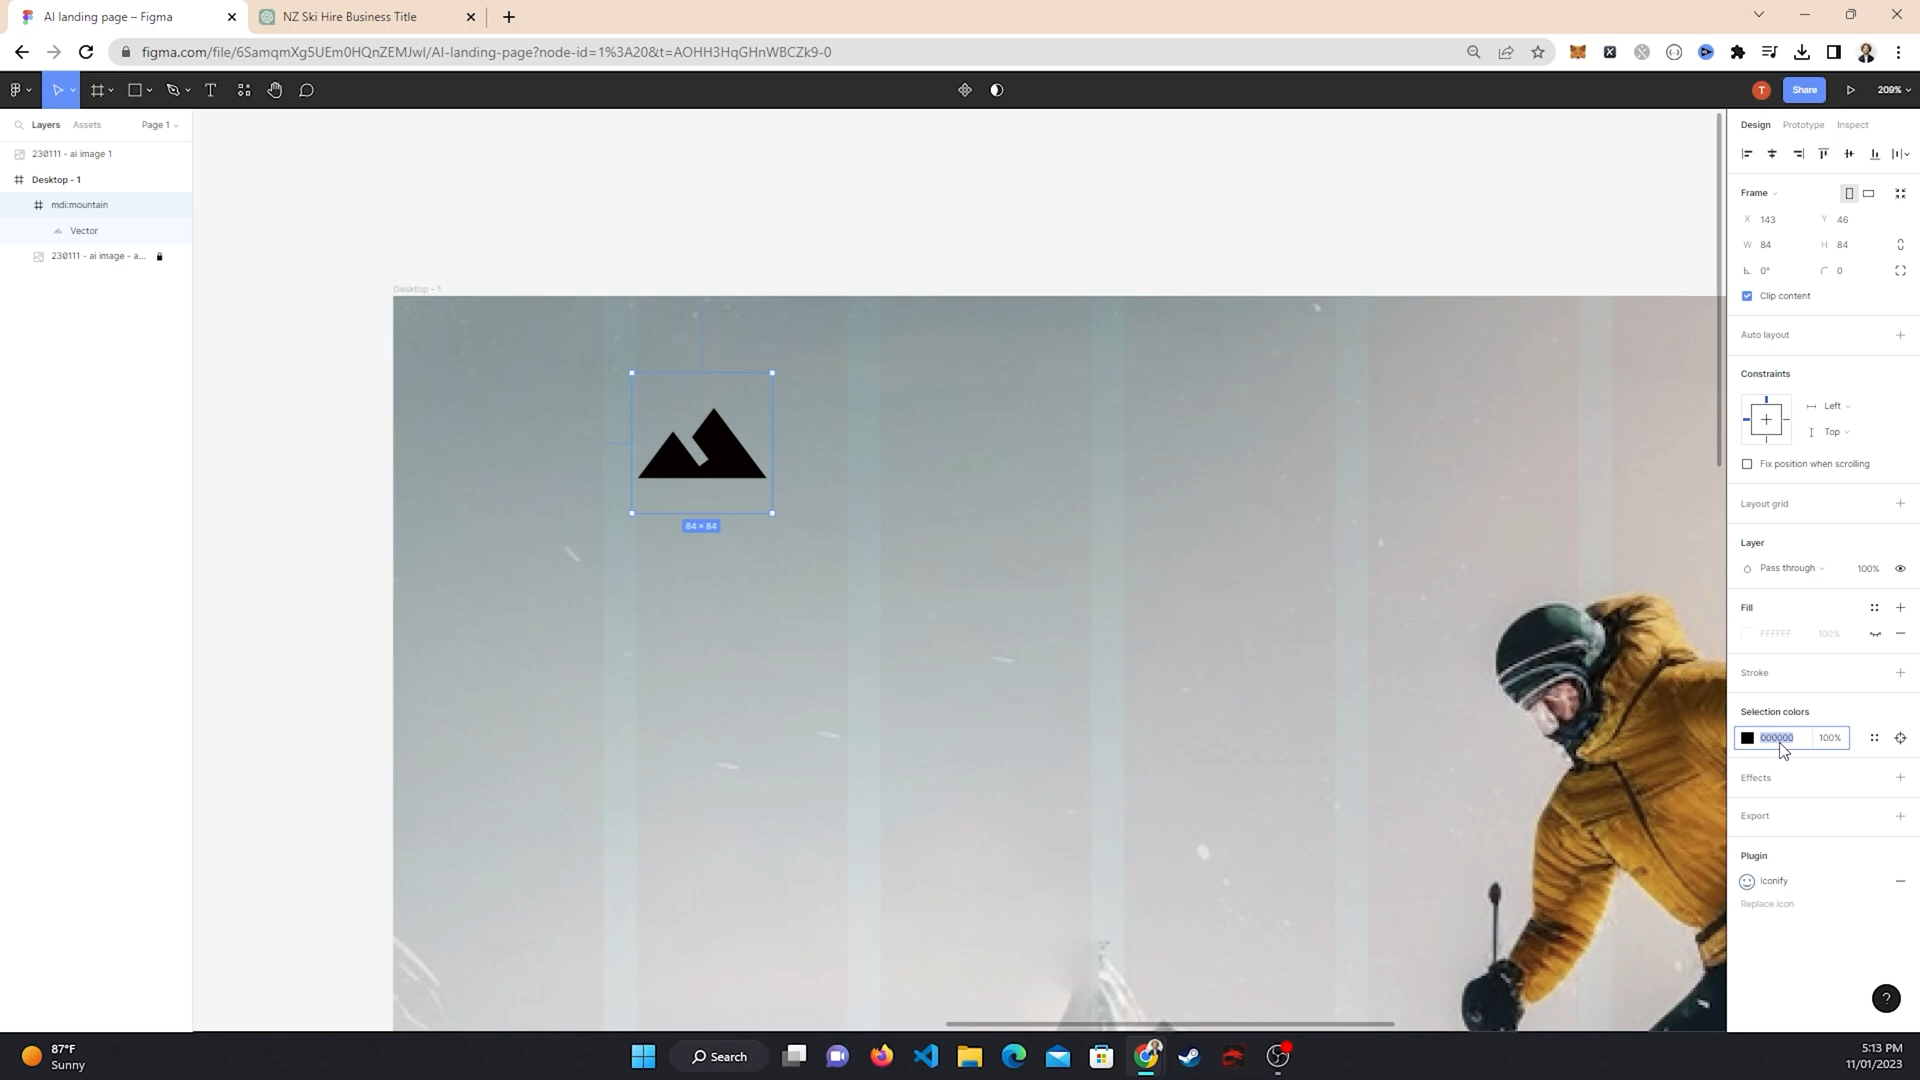 AI landing page – Figma
NZ Ski Hire Business Title
figma.com/file/6SamqmXg5UEm0HQnZEMJwI/AI-landing-page?node-id=1%3A20&t=AOHH3HqGHnWBCZk9-0
T
Share
209%
Layers
Assets
Page 1
230111 - ai image 1
Desktop - 1
mdi:mountain
Vector
230111 - ai image - a...
Desktop - 1
84 × 84
Design
Prototype
Inspect
Frame
X 143
Y 46
W 84
H 84
0°
0
Clip content
Auto layout
Constraints
Left
Top
Fix position when scrolling
Layout grid
Layer
Pass through
100%
Fill
FFFFFF
100%
Stroke
Selection colors
000000
100%
Effects
Export
Plugin
Iconify
Replace icon
?
87°F
Sunny
Search
5:13 PM
11/01/2023